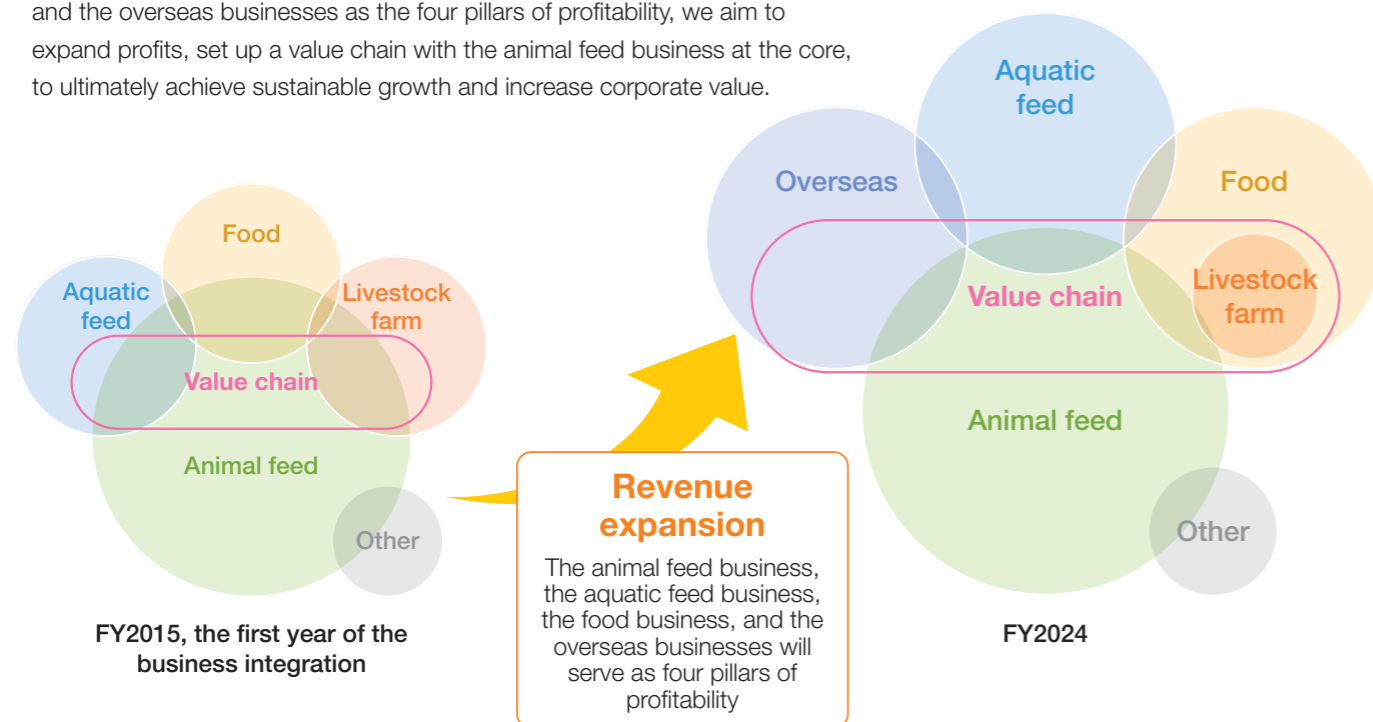 and the overseas businesses as the four pillars of profitability, we aim to
expand profits, set up a value chain with the animal feed business at the core,
to ultimately achieve sustainable growth and increase corporate value.
Food
Aquatic
feed
Livestock
farm
Value chain
Animal feed
Other
FY2015, the first year of the
business integration
Revenue
expansion
The animal feed business,
the aquatic feed business,
the food business, and the
overseas businesses will
serve as four pillars of
profitability
Aquatic
feed
Overseas
Food
Value chain
Livestock
farm
Animal feed
Other
FY2024